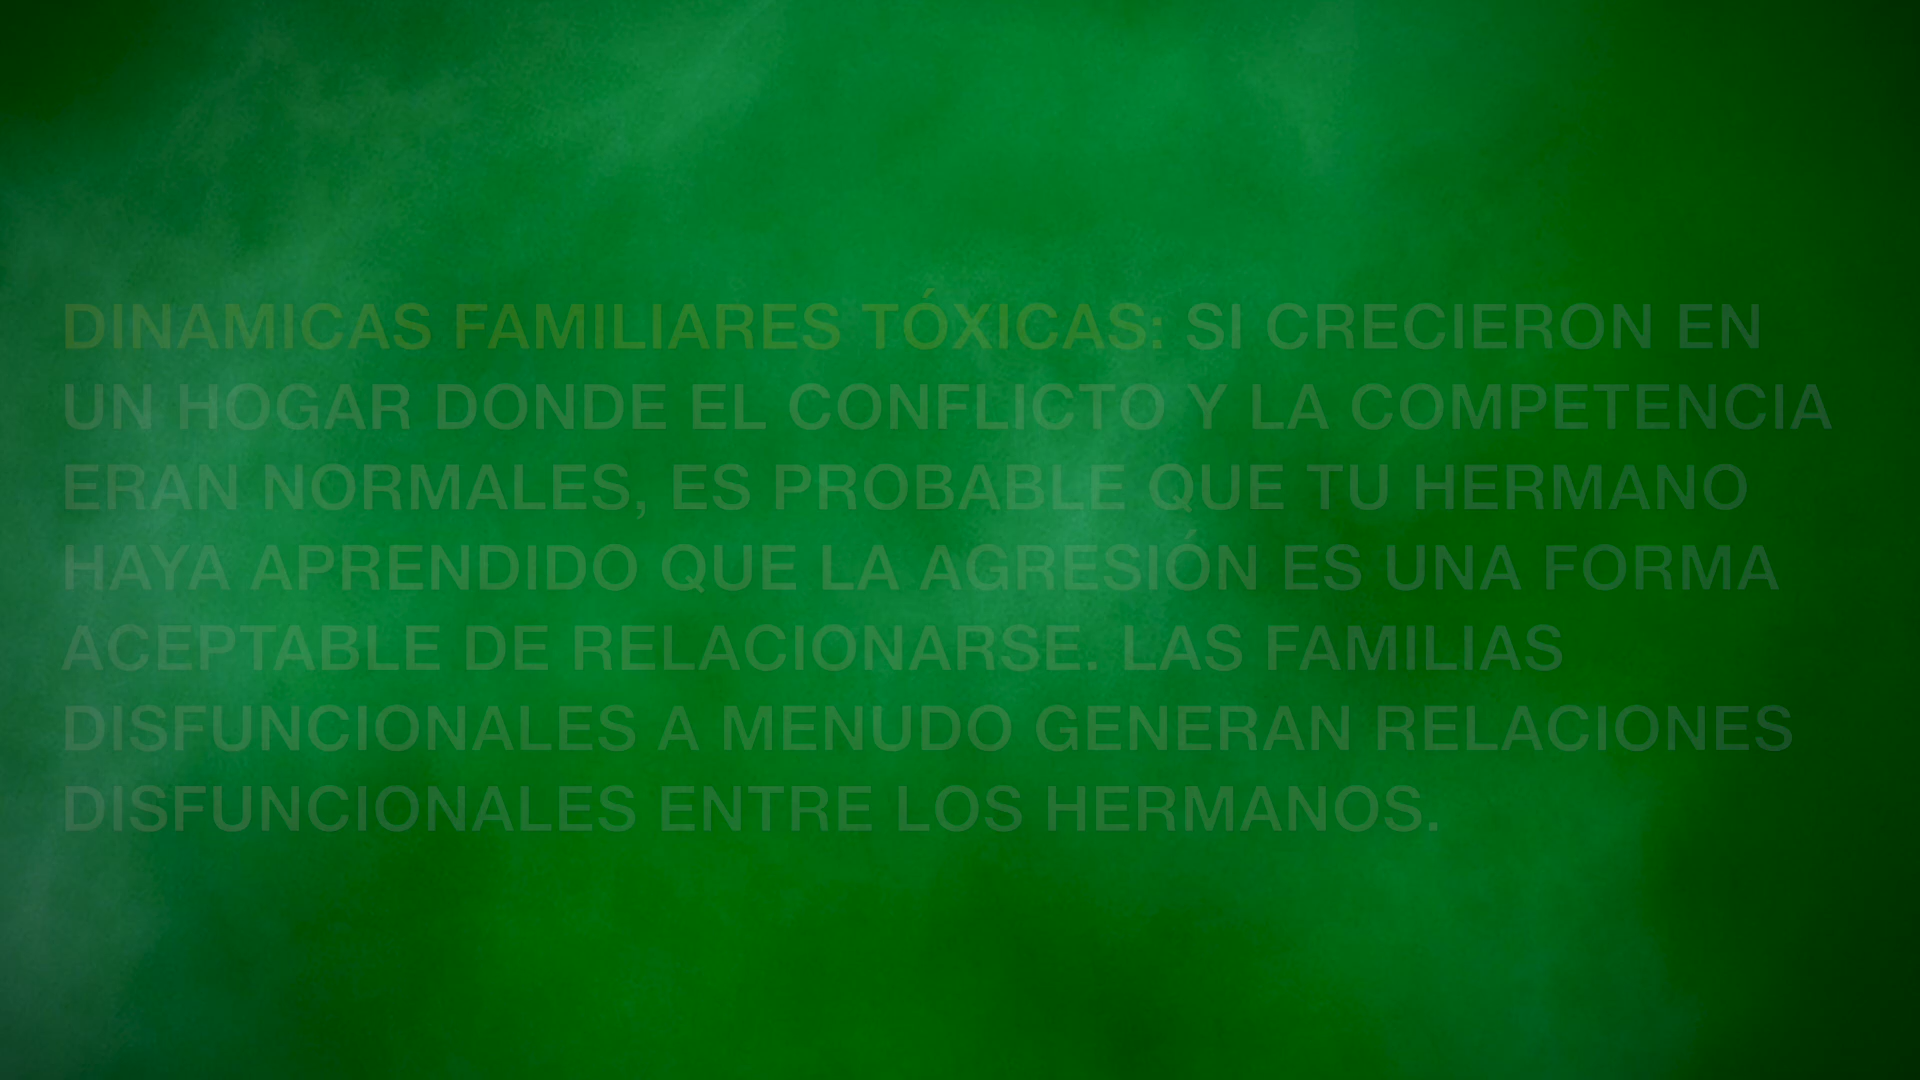 DINAMICAS FAMILIARES TÓXICAS: SI CRECIERON EN
UN HOGAR DONDE EL CONFLICTO Y LA COMPETENCIA
ERAN NORMALES, ES PROBABLE QUE TU HERMANO
HAYA APRENDIDO QUE LA AGRESIÓN ES UNA FORMA
ACEPTABLE DE RELACIONARSE. LAS FAMILIAS
DISFUNCIONALES A MENUDO GENERAN RELACIONES
DISFUNCIONALES ENTRE LOS HERMANOS.